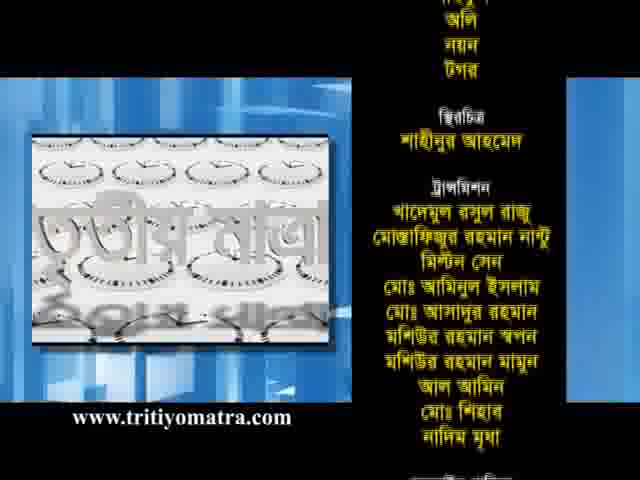 তৃতীয় মাত্রা
www.tritiyomatra.com
অলি
নয়ন
টগর
স্থিরচিত্র
শাহীনুর আহমেদ
ট্রান্সমিশন
খাদেমুল রসুল রাজু
মোস্তাফিজুর রহমান নান্টু
মিল্টন সেন
মোঃ আমিনুল ইসলাম
মোঃ আসাদুর রহমান
মশিউর রহমান স্বপন
মশিউর রহমান মামুন
আল আমিন
মোঃ শিহাব
নাদিম মৃধা